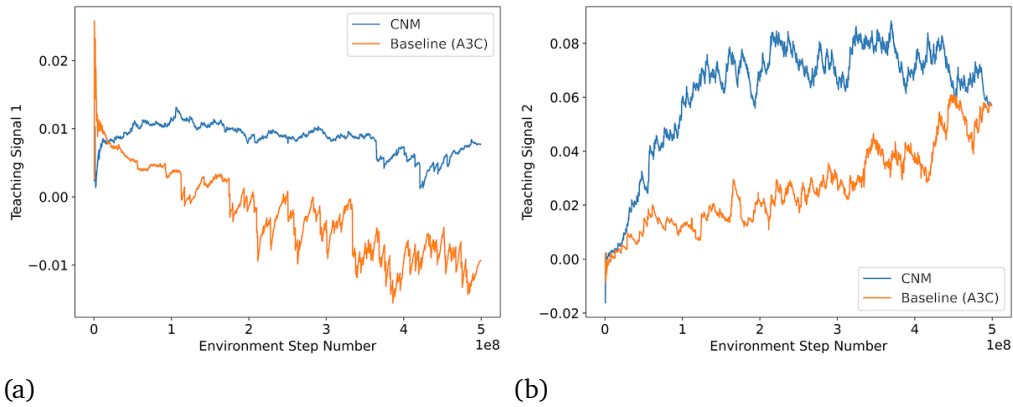 CNM
Baseline (A3C)
0.02
0.01
0.00
−0.01
Teaching Signal 1
0 1 2 3 4 5
1e8
Environment Step Number
(a)
0.08
0.06
0.04
0.02
0.00
−0.02
Teaching Signal 2
CNM
Baseline (A3C)
0 1 2 3 4 5
1e8
Environment Step Number
(b)